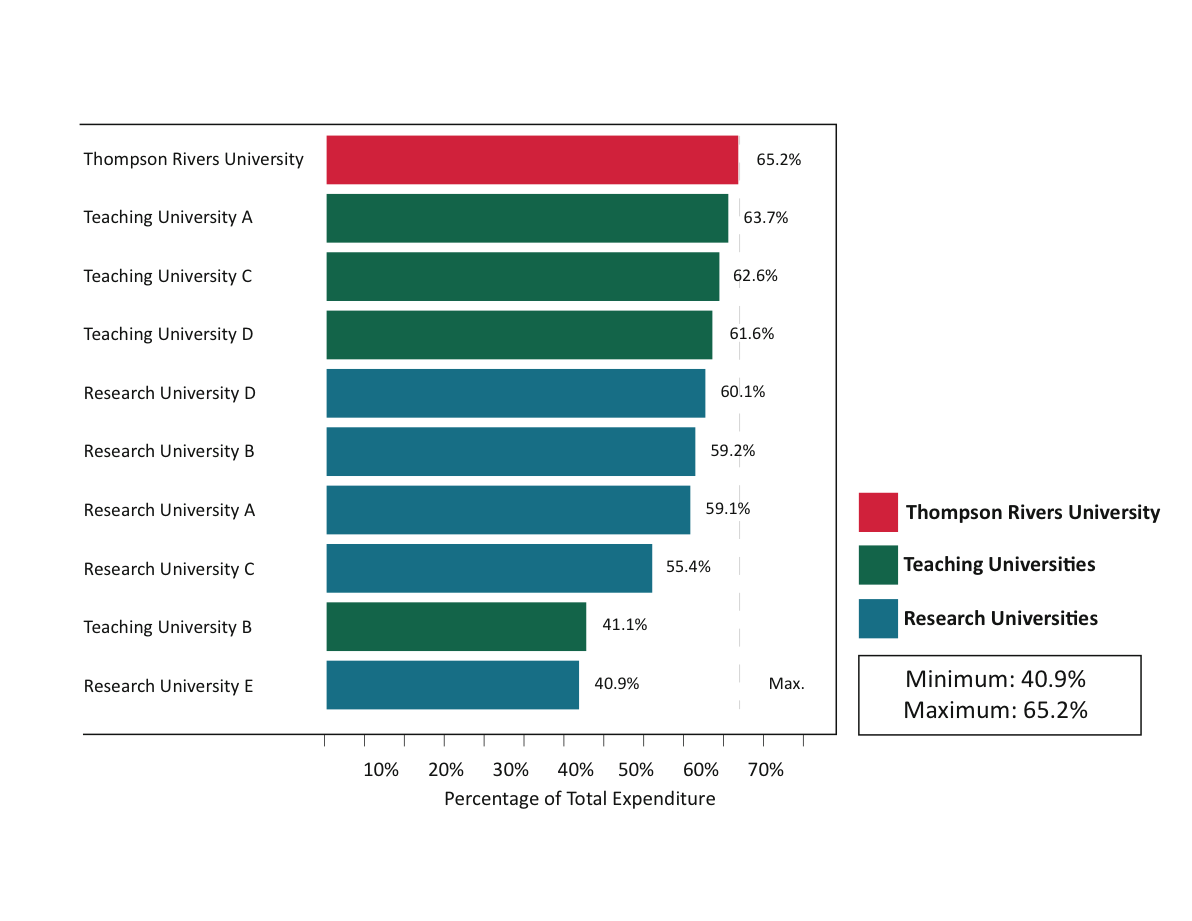 Thompson Rivers University 65.2%
Teaching University A 63.7%
Teaching University C 62.6%
Teaching University D 61.6%
Research University D 60.1%
Research University B 59.2%
Research University A 59.1%
Research University C 55.4%
Teaching University B 41.1%
Research University E 40.9% Max.
10% 20% 30% 40% 50% 60% 70%
Percentage of Total Expenditure
Thompson Rivers University
Teaching Universities
Research Universities
Minimum: 40.9%
Maximum: 65.2%